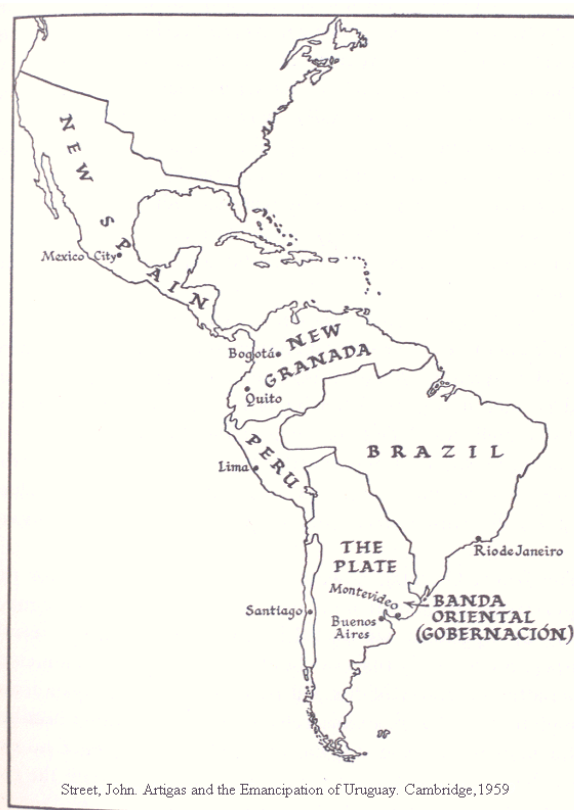 NEW SPAIN
Mexico City
Bogotá
NEW
GRANADA
Quito
PERU
BRAZIL
Lima
Rio de Janeiro
THE
PLATE
Montevideo
BANDA
ORIENTAL
(GOBERNACIÓN)
Santiago
Buenos
Aires
Street, John. Artigas and the Emancipation of Uruguay. Cambridge,1959